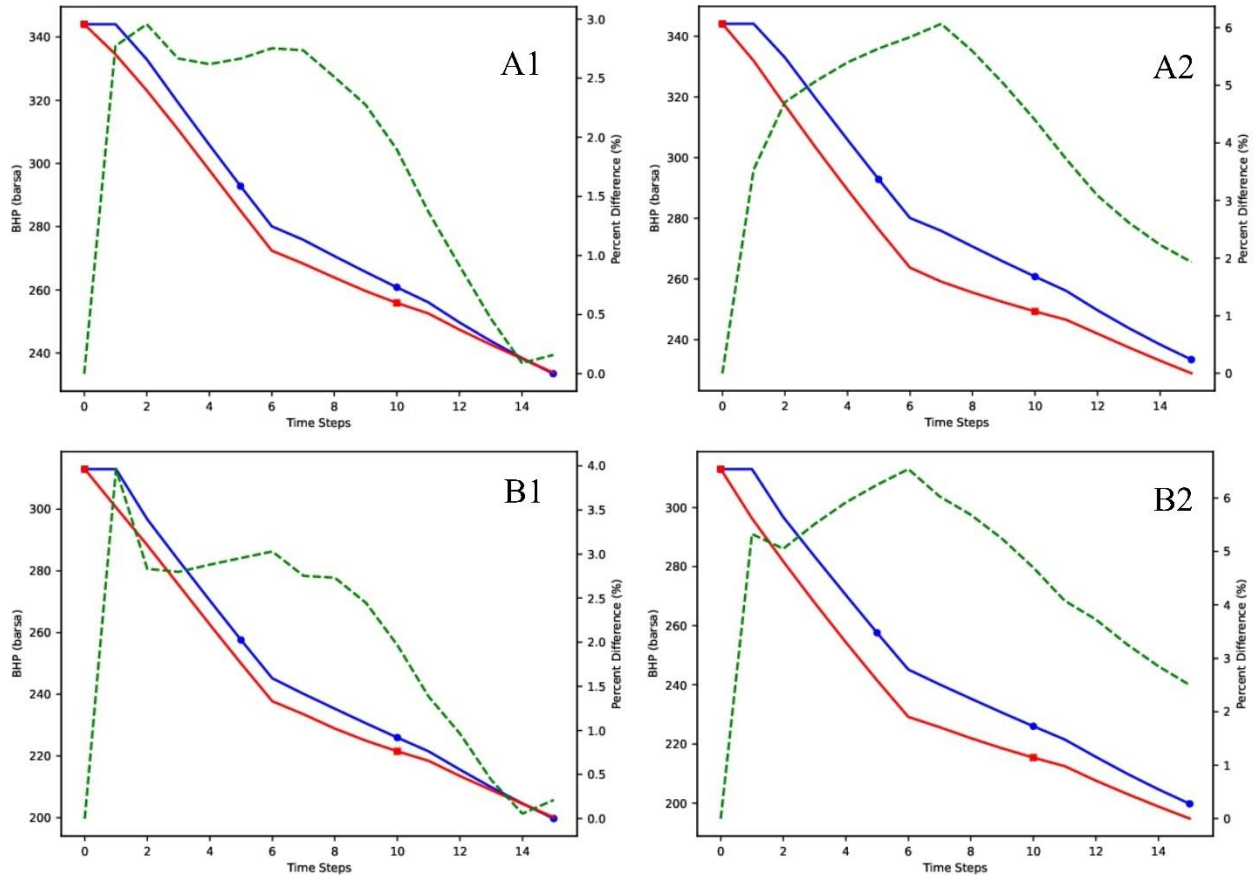 A1
BHP (barsa)
340
320
300
280
260
240
3.0
2.5
2.0
1.5
1.0
0.5
0.0
Percent Difference (%)
0 2 4 6 8 10 12 14
Time Steps
A2
BHP (barsa)
340
320
300
280
260
240
6
5
4
3
2
1
0
Percent Difference (%)
0 2 4 6 8 10 12 14
Time Steps
B1
BHP (barsa)
300
280
260
240
220
200
4.0
3.5
3.0
2.5
2.0
1.5
1.0
0.5
0.0
Percent Difference (%)
0 2 4 6 8 10 12 14
Time Steps
B2
BHP (barsa)
300
280
260
240
220
200
6
5
4
3
2
1
0
Percent Difference (%)
0 2 4 6 8 10 12 14
Time Steps